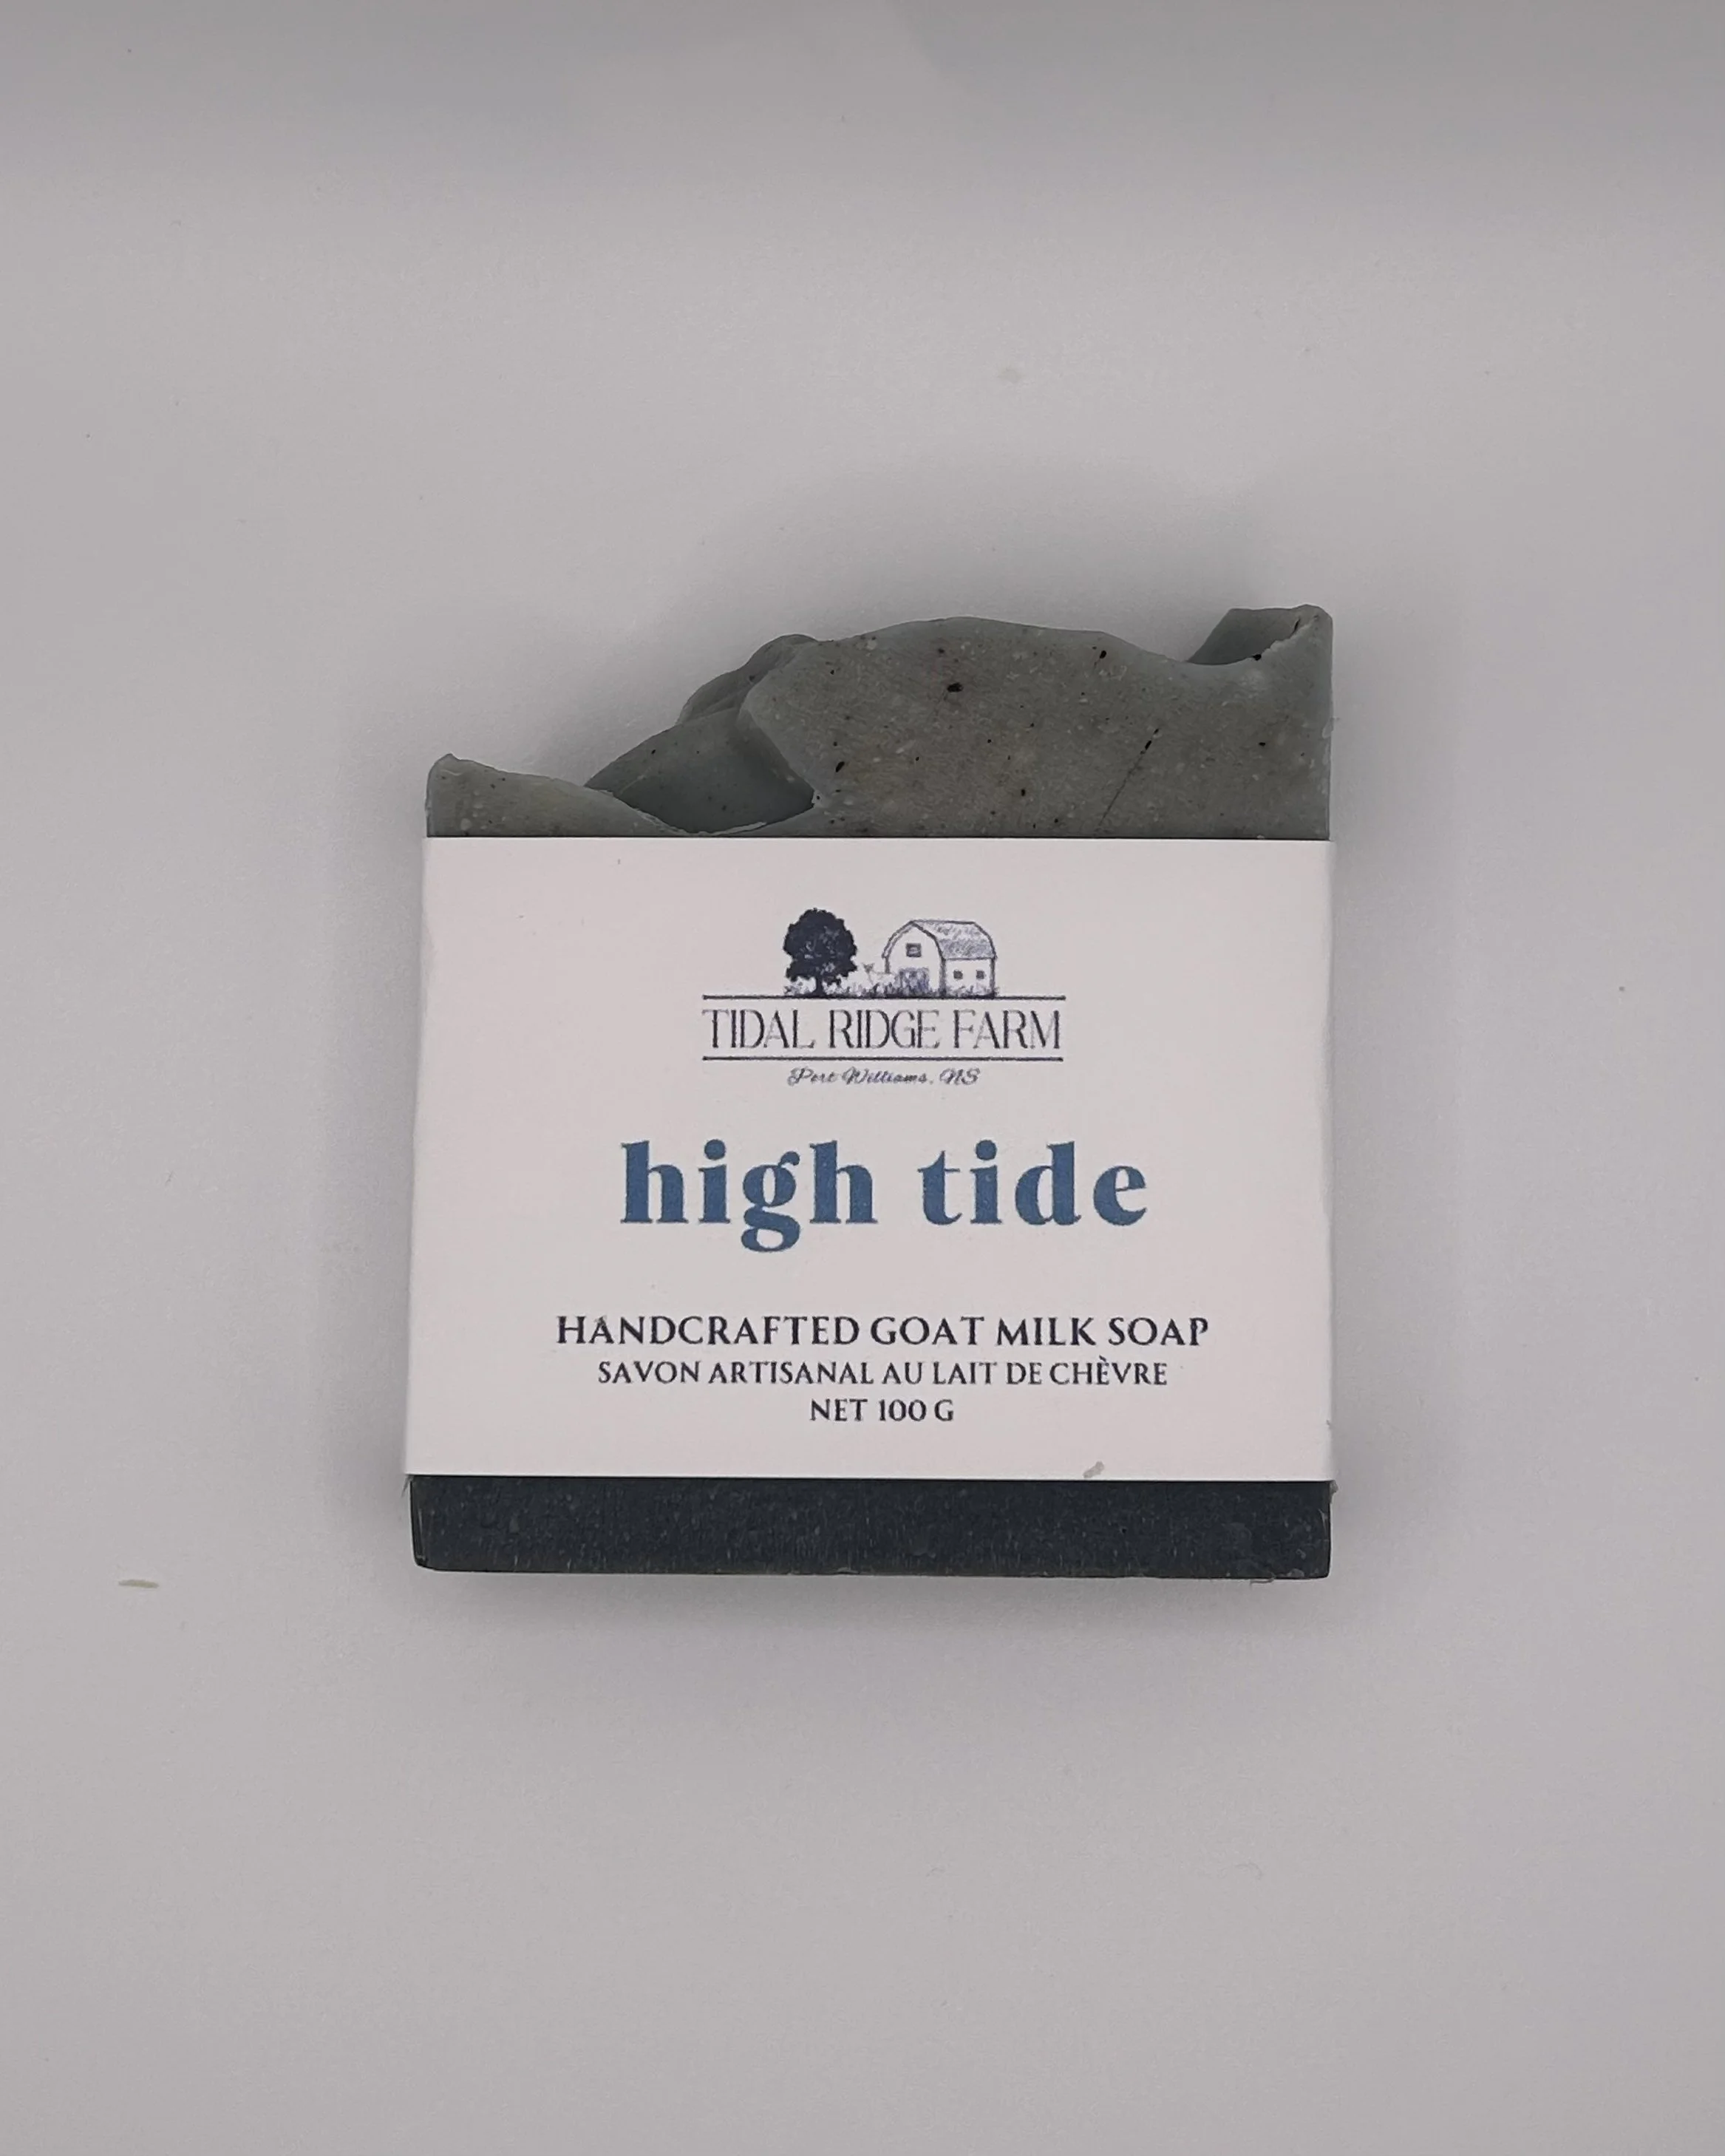 TIDAL RIDGE FARM
Port Williams, NS
high tide
HANDCRAFTED GOAT MILK SOAP
SAVON ARTISANAL AU LAIT DE CHÈVRE
NET 100 G